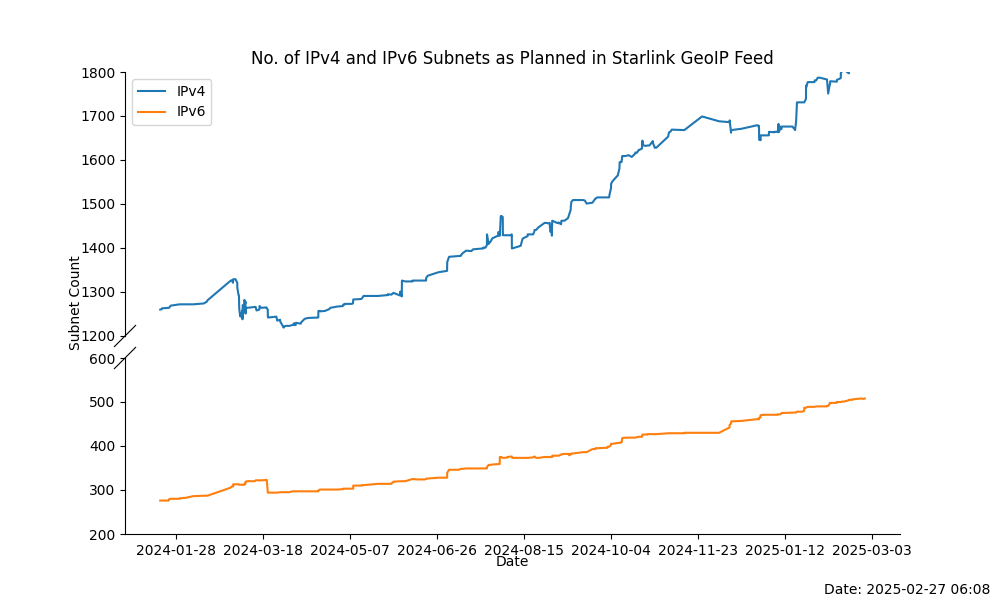 No. of IPv4 and IPv6 Subnets as Planned in Starlink GeoIP Feed
IPv4
IPv6
1800
1700
1600
1500
1400
1300
1200
600
500
400
300
200
Subnet Count
2024-01-28 2024-03-18 2024-05-07 2024-06-26 2024-08-15 2024-10-04 2024-11-23 2025-01-12 2025-03-03
Date
Date: 2025-02-27 06:08